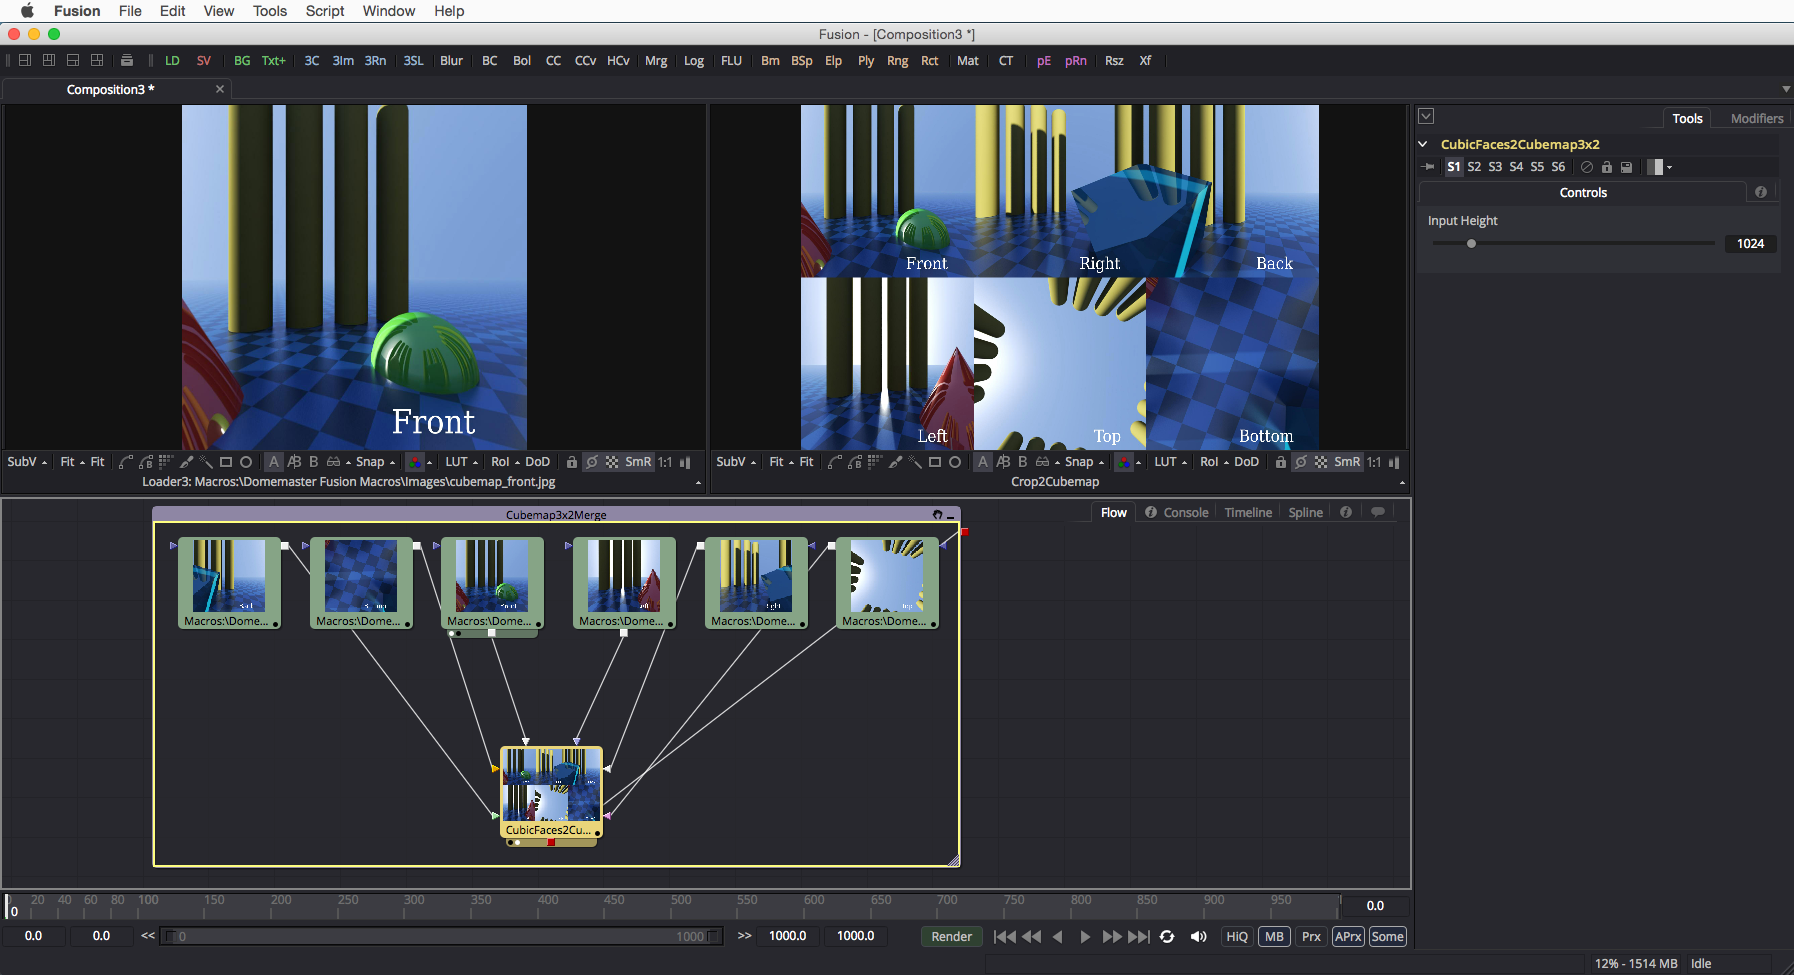 Fusion File Edit View Tools Script Window Help
Fusion - [Composition3 *]
LD SV BG Txt+ 3C 3Im 3Rn 3SL Blur BC Bol CC CCv HCv Mrg Log FLU Bm BSp Elp Ply Rng Rct Mat CT pE pRn Rsz Xf
Composition3 *
Tools Modifiers
CubicFaces2Cubemap3x2
S1 S2 S3 S4 S5 S6
Controls
Input Height
1024
Front
Front Right Back
Left Top Bottom
SubV Fit Fit A B Snap LUT RoI DoD SmR 1:1
SubV Fit Fit A B Snap LUT RoI DoD SmR 1:1
Loader3: Macros:\Domemaster Fusion Macros\Images\cubemap_front.jpg
Crop2Cubemap
Flow Console Timeline Spline
Cubemap3x2Merge
Macros:\Dome... Macros:\Dome... Macros:\Dome... Macros:\Dome... Macros:\Dome... Macros:\Dome...
CubicFaces2Cu...
0 20 40 60 80 100 150 200 250 300 350 400 450 500 550 600 650 700 750 800 850 900 950
0.0
0.0 0.0 << 0 1000 >> 1000.0 1000.0 Render HiQ MB Prx APrx Some
12% - 1514 MB Idle